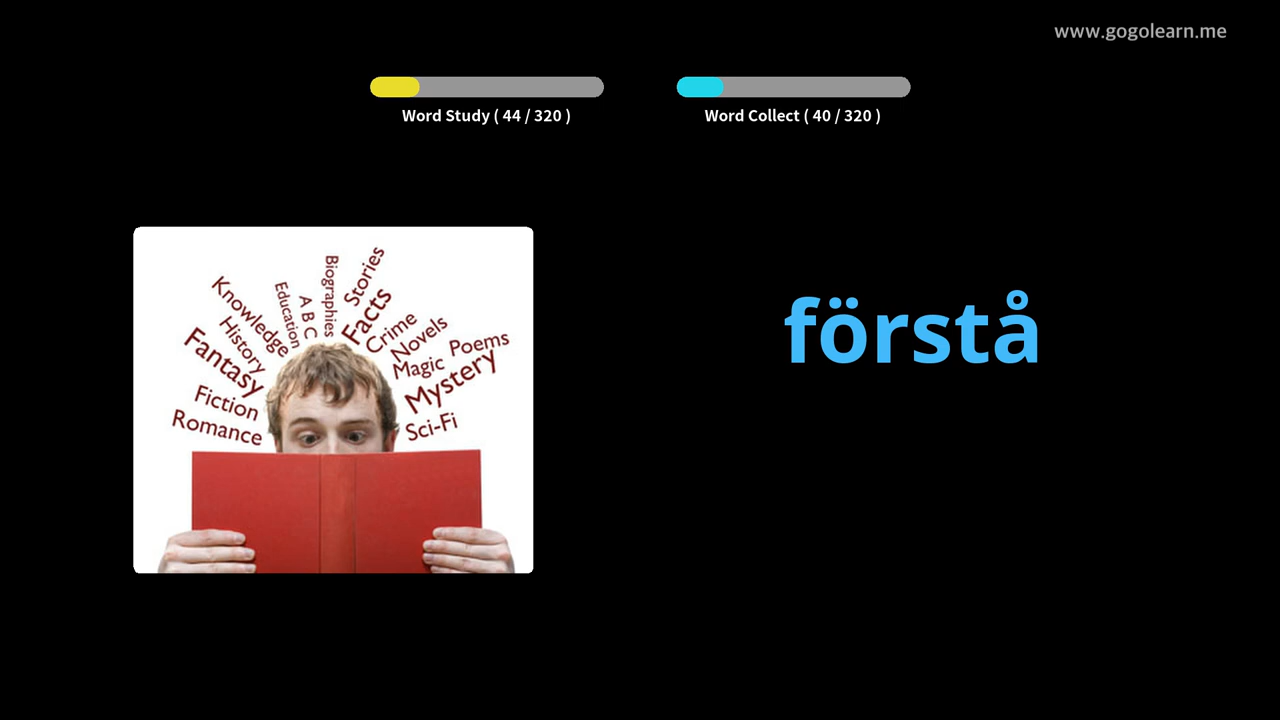 www.gogolearn.me
Word Study ( 44 / 320 )
Word Collect ( 40 / 320 )
förstå
Biographies
Stories
Education
A B C
Facts
Knowledge
Crime
History
Novels
Poems
Fantasy
Magic
Mystery
Fiction
Romance
Sci-Fi